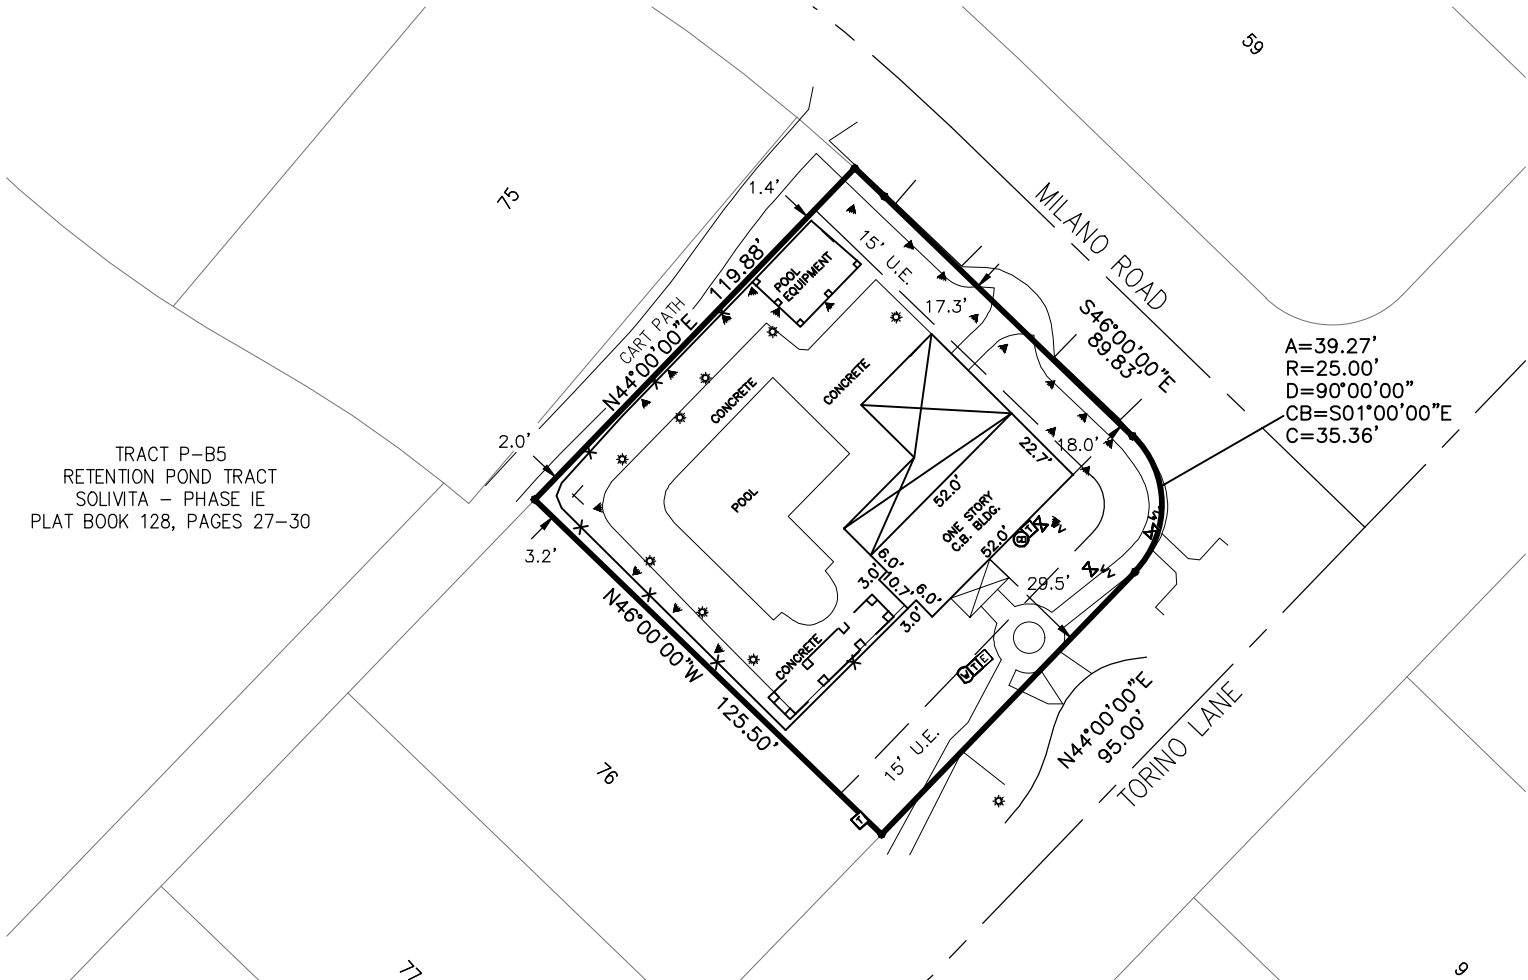 59
75
1.4'
MILANO ROAD
15' U.E.
POOL
EQUIPMENT
119.88'
N44°00'00"E
CART PATH
17.3'
S46°00'00"E
89.83'
A=39.27'
R=25.00'
D=90°00'00"
CB=S01°00'00"E
C=35.36'
CONCRETE
CONCRETE
2.0'
TRACT P-B5
RETENTION POND TRACT
SOLIVITA - PHASE IE
PLAT BOOK 128, PAGES 27-30
22.7'
18.0'
POOL
52.0'
ONE STORY
C.B. BLDG.
52.0'
3.2'
6.0'
3.0'
10.7'
6.0'
3.0'
29.5'
N46°00'00"W
125.50'
CONCRETE
W T E
15' U.E.
N44°00'00"E
95.00'
TORINO LANE
76
T
77